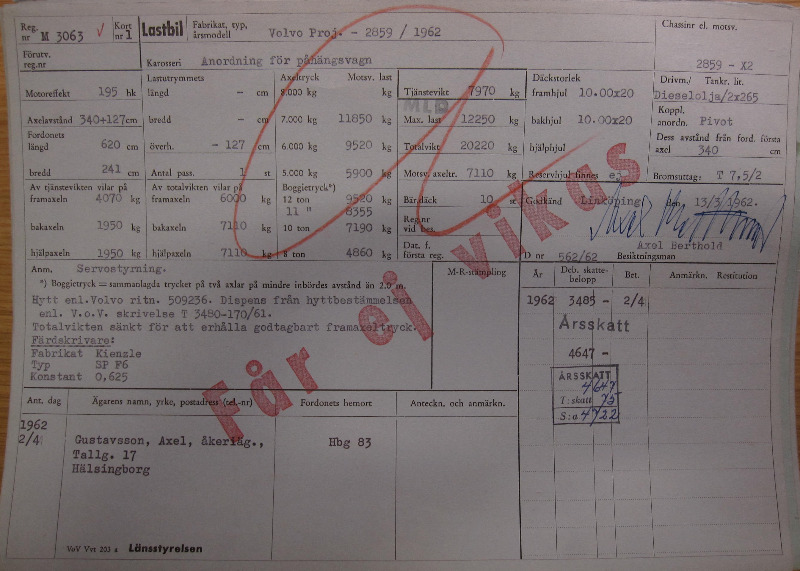 Reg. nr M 3063 Kort nr 1 Lastbil Fabrikat, typ, årsmodell Volvo Proj. - 2859 / 1962 Chassinr el. motsv.
2859 - X2
Förutv. reg.nr Karosseri Anordning för påhängsvagn
Motoreffekt 195 hk
Axelavstånd 340+127cm
Fordonets längd 620 cm
bredd 241 cm
Lastutrymmets längd - cm
bredd - cm
överh. - 127 cm
Antal pass. 1 st
Axeltryck Motsv. last
8.000 kg kg
7.000 kg 11850 kg
6.000 kg 9520 kg
5.000 kg 5900 kg
Boggietryck*)
12 ton 9520 kg
11 " 8355
10 ton 7190 kg
8 ton 4860 kg
Tjänstevikt 7970 kg
MLB
Max. last 12250 kg
Totalvikt 20220 kg
Motsv. axeltr. 7110 kg
Bär.däck 10 st
Reg.nr vid bes.
Dat. f. första reg.
Däckstorlek
framhjul 10.00x20
bakhjul 10.00x20
hjälphjul
Reservhjul finnes ej
Drivm./ Tankr. lit.
Dieselolja/2x265
Koppl. anordn. Pivot
Dess avstånd från ford. första axel 340 cm
Bromsuttag: T 7,5/2
Av tjänstevikten vilar på
framaxeln 4070 kg
bakaxeln 1950 kg
hjälpaxeln 1950 kg
Av totalvikten vilar på
framaxeln 6000 kg
bakaxeln 7110 kg
hjälpaxeln 7110 kg
Godkänd Linköping den 13/3 1962.
Axel Berthold
D nr 562/62 Besiktningsman
Anm. Servostyrning.
*) Boggietryck = sammanlagda trycket på två axlar på mindre inbördes avstånd än 2.0 m.
Hytt enl.Volvo ritn. 509236. Dispens från hyttbestämmelsen
enl. V.o.V. skrivelse T 3480-170/61.
Totalvikten sänkt för att erhålla godtagbart framaxeltryck.
Färdskrivare:
Fabrikat Kienzle
Typ SP F6
Konstant 0,625
M-R-stämpling
År Deb. skatte-belopp Bet. Anmärkn. Restitution
1962 3485 - 2/4
Årsskatt
4647 -
ÅRSSKATT
4647
T:skatt 75
S:a 4722
Får ej vikas
Ant. dag Ägarens namn, yrke, postadress (tel.-nr) Fordonets hemort Anteckn. och anmärkn.
1962
2/4 Gustavsson, Axel, åkeriäg., Hbg 83
Tallg. 17
Hälsingborg
VoV Vvt 203 a Länsstyrelsen